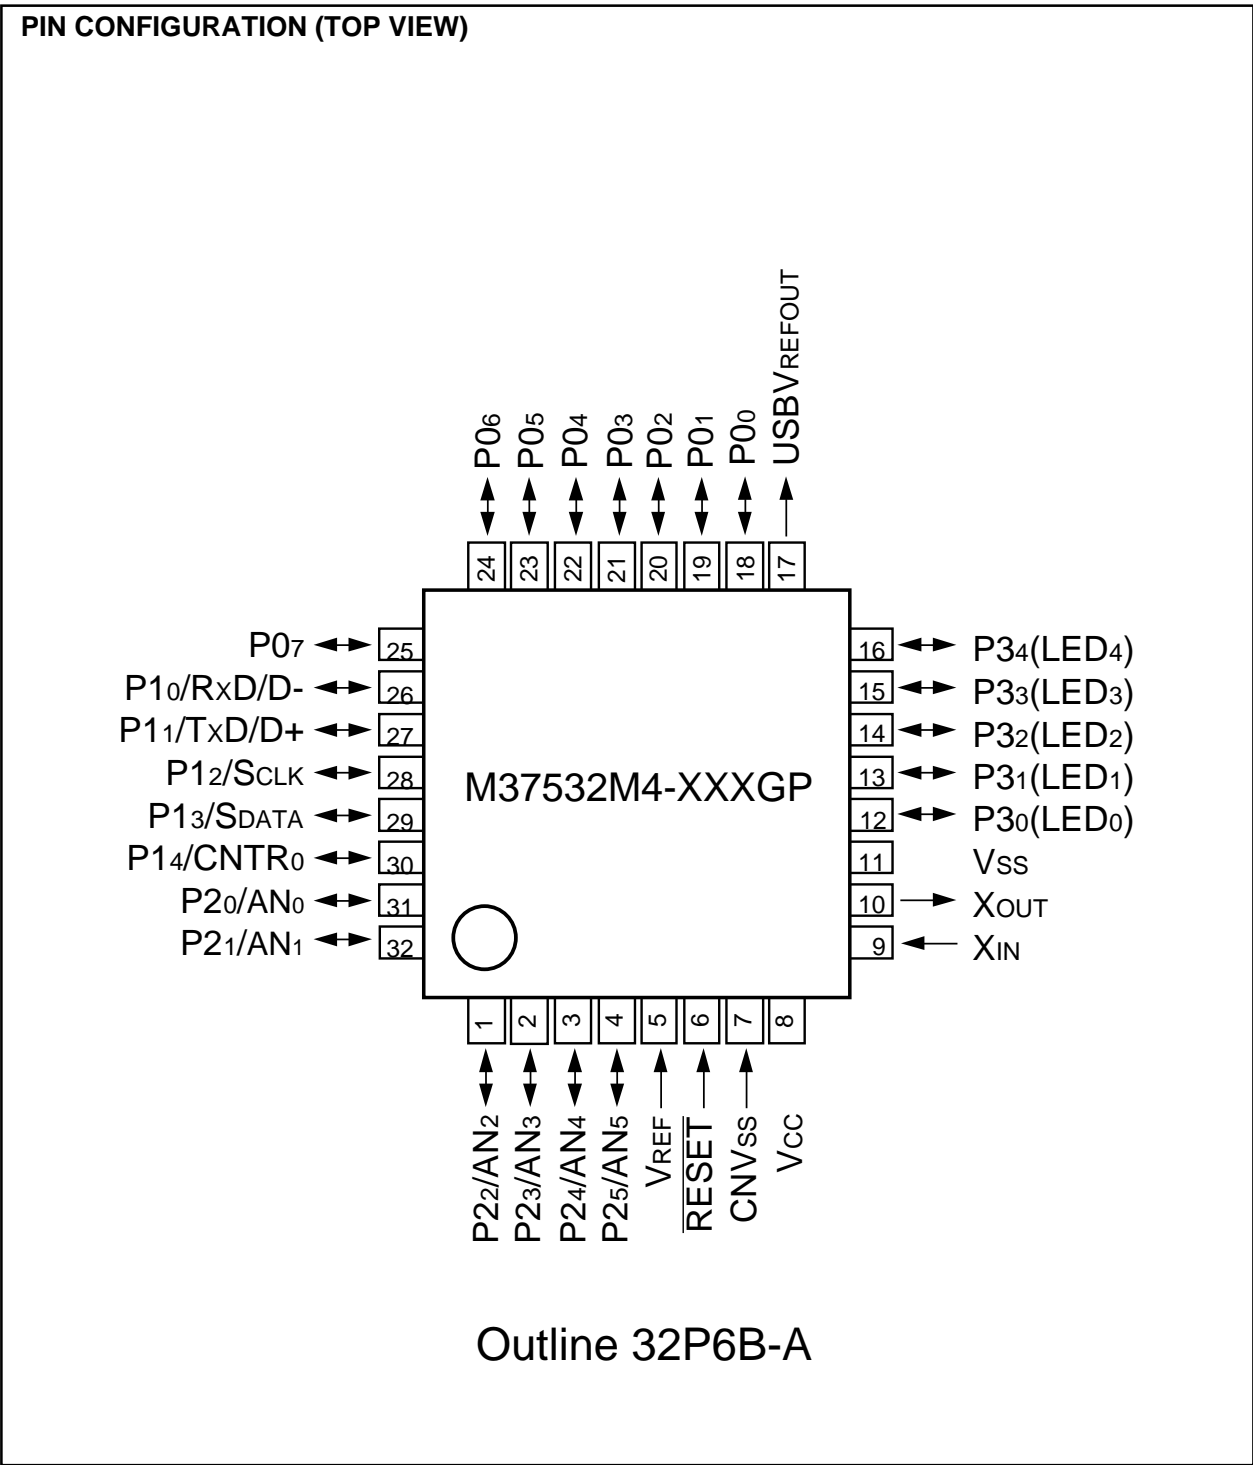 PIN CONFIGURATION (TOP VIEW)
P06
P05
P04
P03
P02
P01
P00
USBVREFOUT
24
23
22
21
20
19
18
17
P07
25
P10/RxD/D-
26
P11/TxD/D+
27
P12/SCLK
28
P13/SDATA
29
P14/CNTR0
30
P20/AN0
31
P21/AN1
32
M37532M4-XXXGP
16
P34(LED4)
15
P33(LED3)
14
P32(LED2)
13
P31(LED1)
12
P30(LED0)
11
VSS
10
XOUT
9
XIN
1
2
3
4
5
6
7
8
P22/AN2
P23/AN3
P24/AN4
P25/AN5
VREF
RESET
CNVSS
VCC
Outline 32P6B-A